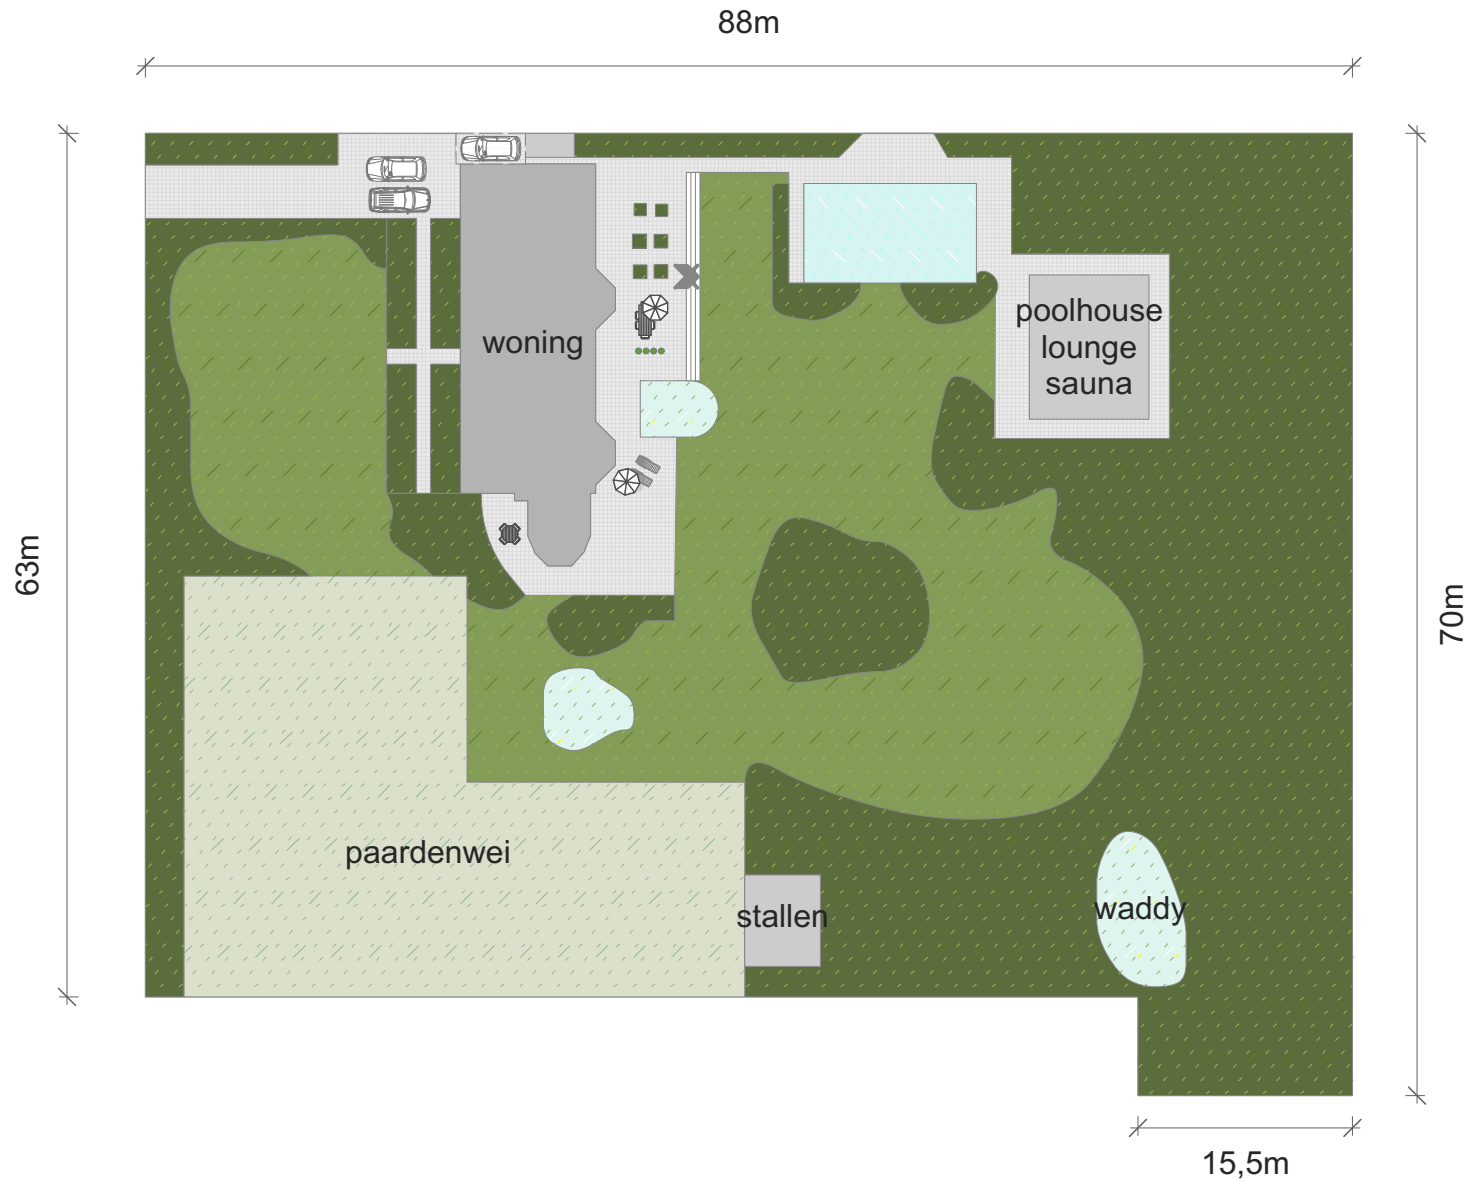 88m
woning
poolhouse
lounge
sauna
63m
70m
paardenwei
stallen
waddy
15,5m